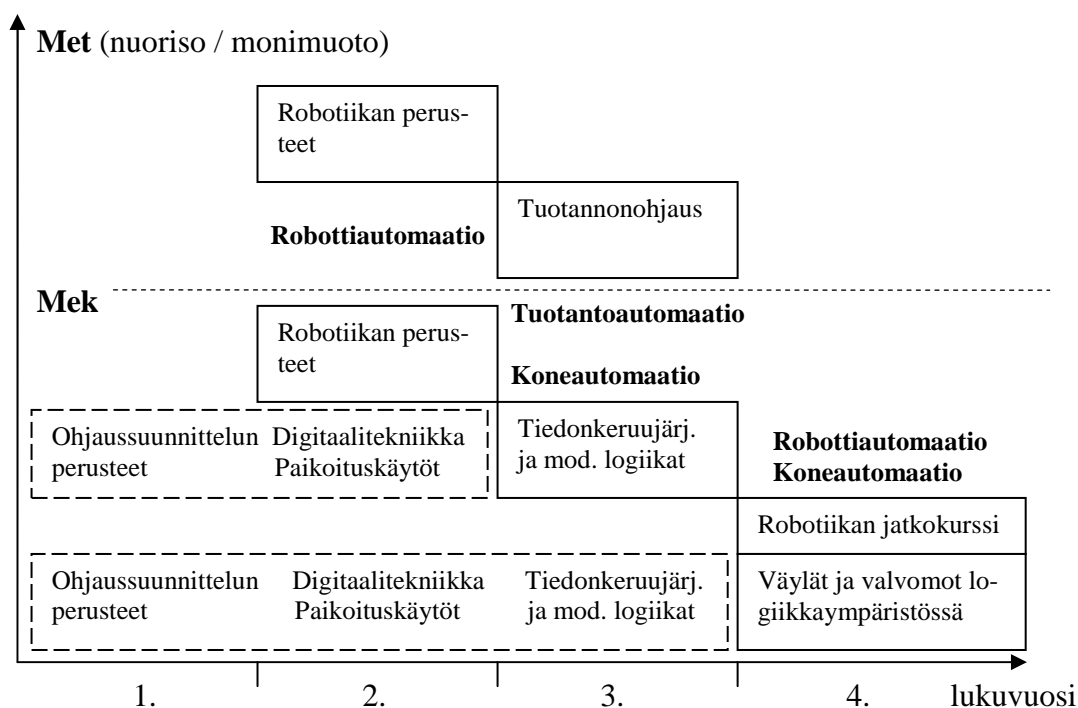 Met (nuoriso / monimuoto)
Robotiikan perus-
teet
Tuotannonohjaus
Robottiautomaatio
Mek
Tuotantoautomaatio
Robotiikan perus-
teet
Koneautomaatio
Ohjaussuunnittelun
perusteet
Digitaalitekniikka
Paikoituskäytöt
Tiedonkeruujärj.
ja mod. logiikat
Robottiautomaatio
Koneautomaatio
Robotiikan jatkokurssi
Ohjaussuunnittelun
perusteet
Digitaalitekniikka
Paikoituskäytöt
Tiedonkeruujärj.
ja mod. logiikat
Väylät ja valvomot lo-
giikkaympäristössä
1. 2. 3. 4. lukuvuosi